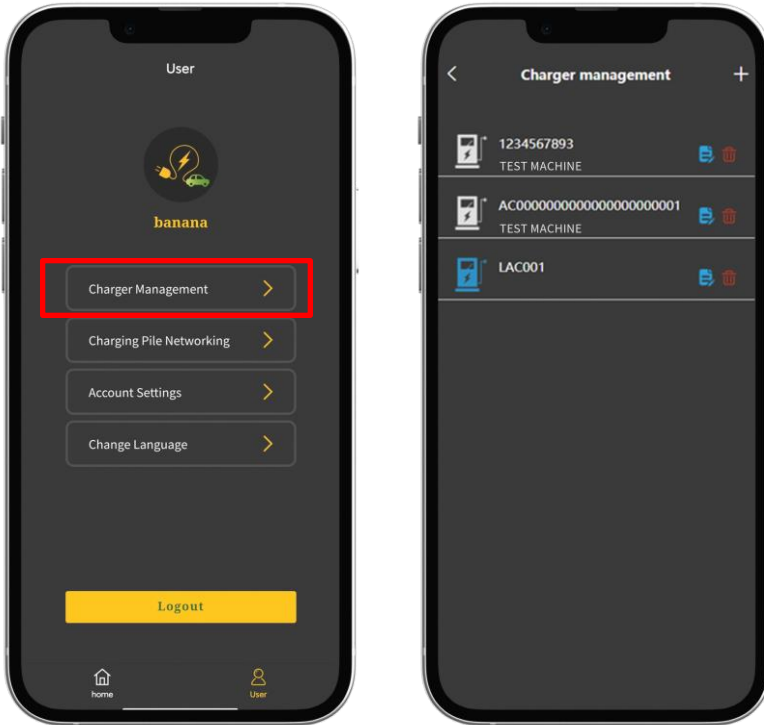 User
banana
Charger Management
Charging Pile Networking
Account Settings
Change Language
Logout
home
User
Charger management
1234567893
TEST MACHINE
AC0000000000000000000001
TEST MACHINE
LAC001